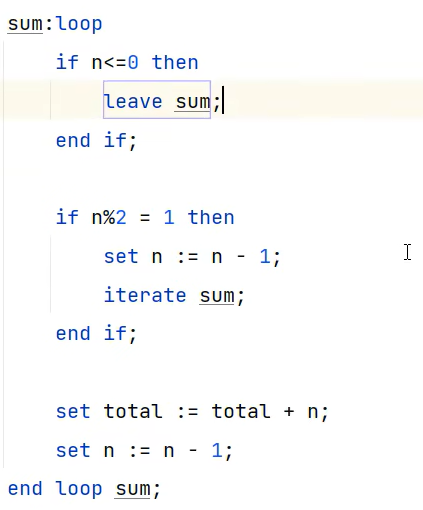 sum:loop
if n<=0 then
leave sum;
end if;
if n%2 = 1 then
set n := n - 1;
iterate sum;
end if;
set total := total + n;
set n := n - 1;
end loop sum;